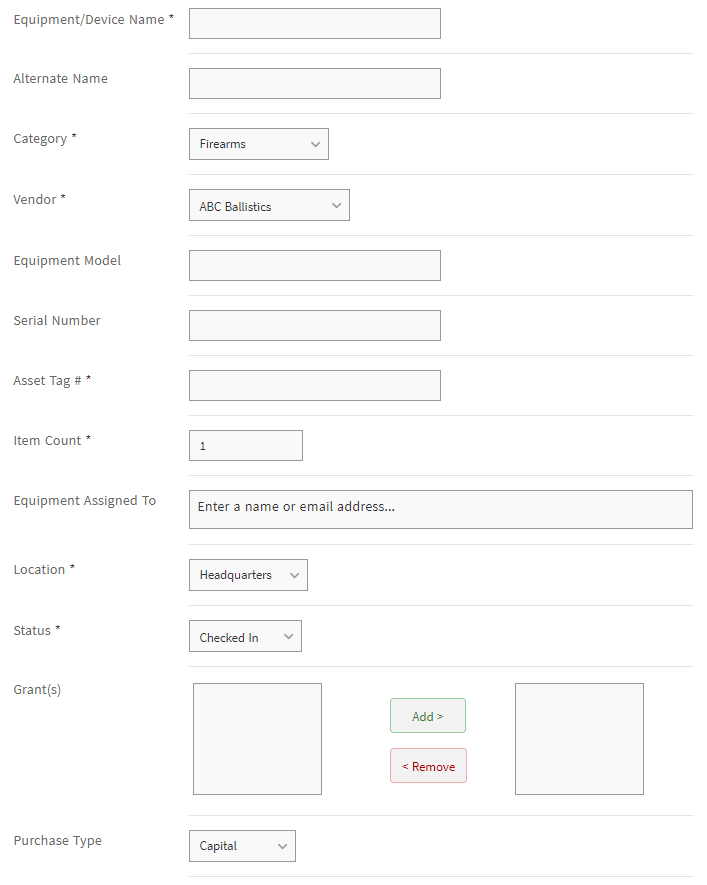 Equipment/Device Name *
Alternate Name
Category *
Firearms
Vendor *
ABC Ballistics
Equipment Model
Serial Number
Asset Tag # *
Item Count *
1
Equipment Assigned To
Enter a name or email address...
Location *
Headquarters
Status *
Checked In
Grant(s)
Add >
< Remove
Purchase Type
Capital